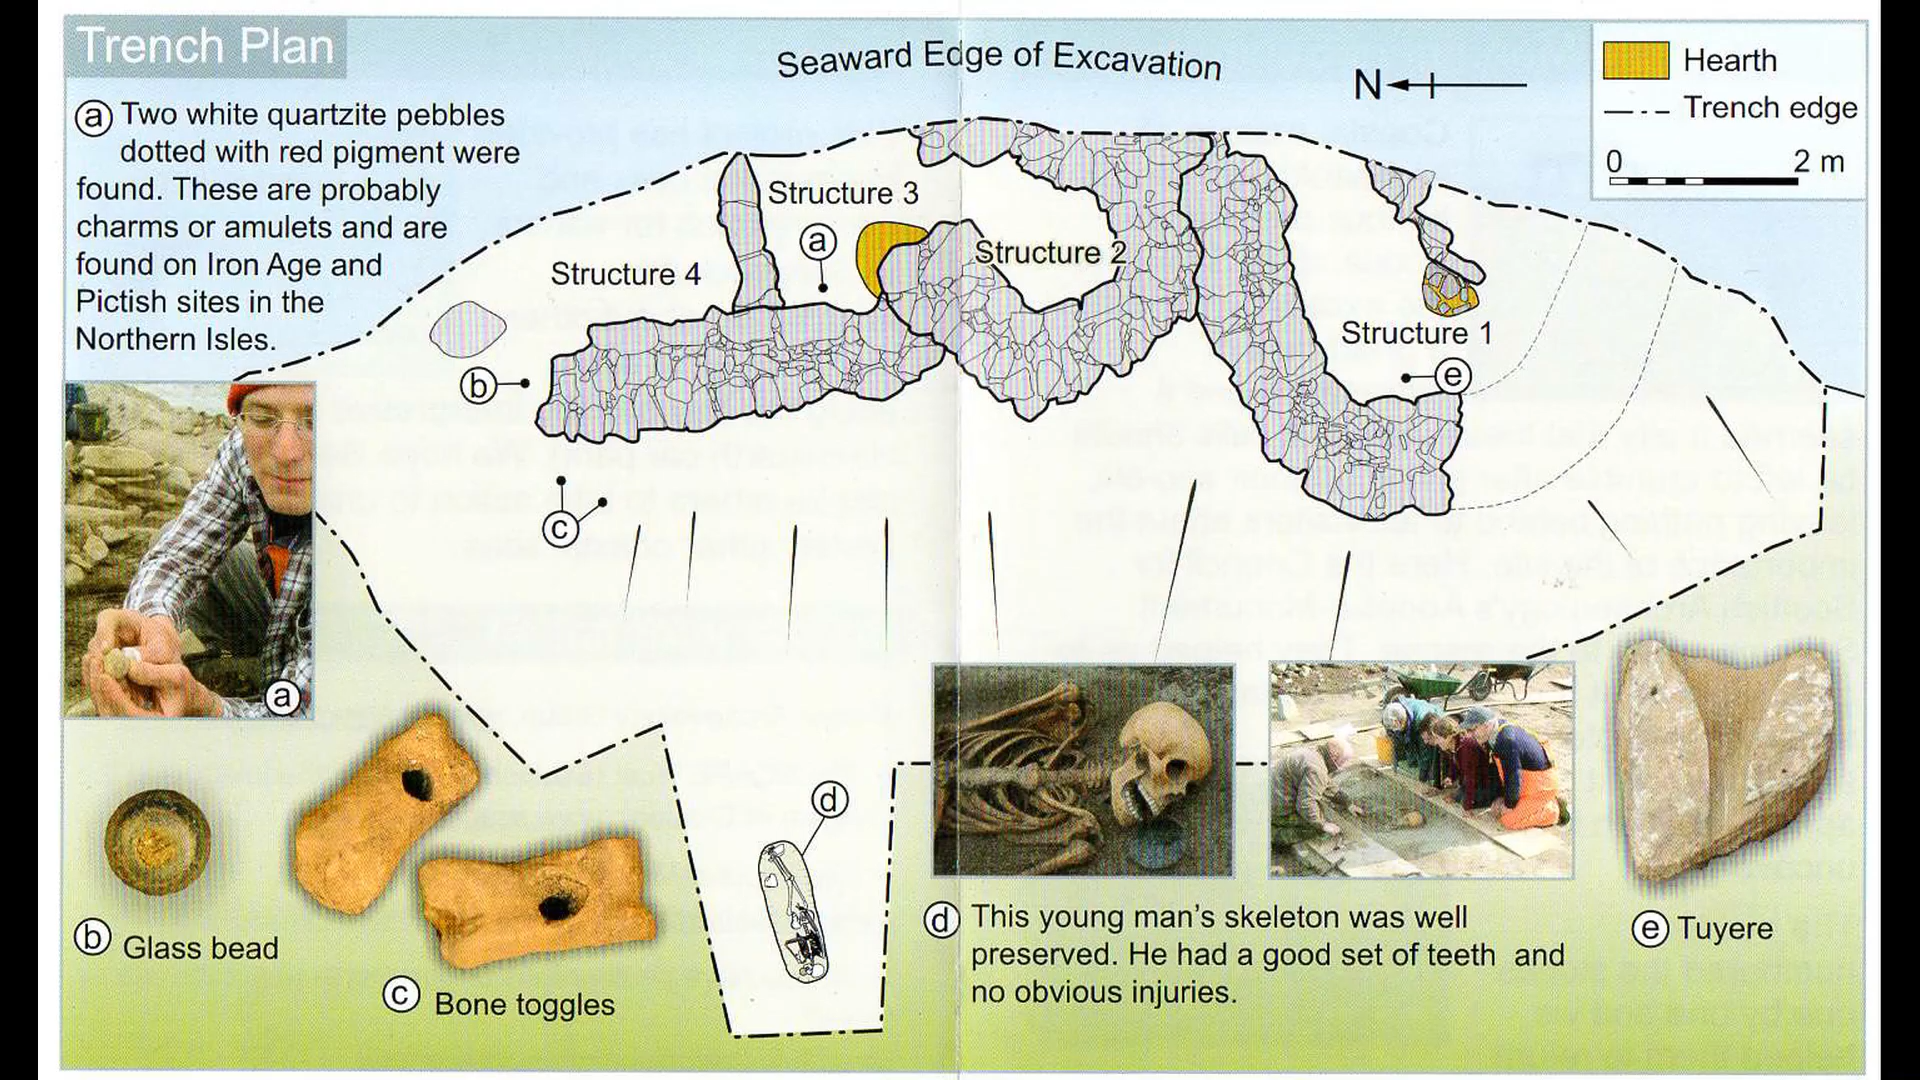 Trench Plan
Seaward Edge of Excavation
N
Hearth
Trench edge
0 2 m
a Two white quartzite pebbles
dotted with red pigment were
found. These are probably
charms or amulets and are
found on Iron Age and
Pictish sites in the
Northern Isles.
Structure 3
a
Structure 2
Structure 4
Structure 1
b
e
c
a
d
b Glass bead
c Bone toggles
d This young man's skeleton was well
preserved. He had a good set of teeth and
no obvious injuries.
e Tuyere